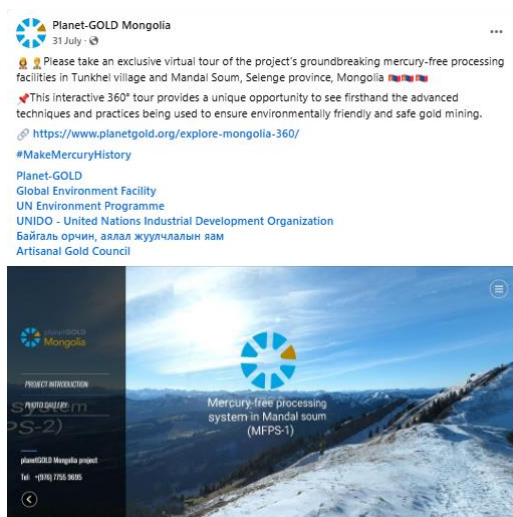 Planet-GOLD Mongolia
31 July ·
Please take an exclusive virtual tour of the project's groundbreaking mercury-free processing
facilities in Tunkhel village and Mandal Soum, Selenge province, Mongolia
This interactive 360° tour provides a unique opportunity to see firsthand the advanced
techniques and practices being used to ensure environmentally friendly and safe gold mining.
https://www.planetgold.org/explore-mongolia-360/
#MakeMercuryHistory
Planet-GOLD
Global Environment Facility
UN Environment Programme
UNIDO - United Nations Industrial Development Organization
Байгаль орчин, аялал жуулчлалын яам
Artisanal Gold Council
planetGOLD
Mongolia
PROJECT INTRODUCTION
PHOTO GALLERY
system
PS-2)
planetGOLD Mongolia project
Tel: +(976) 7755 9695
Mercury-free processing
system in Mandal soum
(MFPS-1)